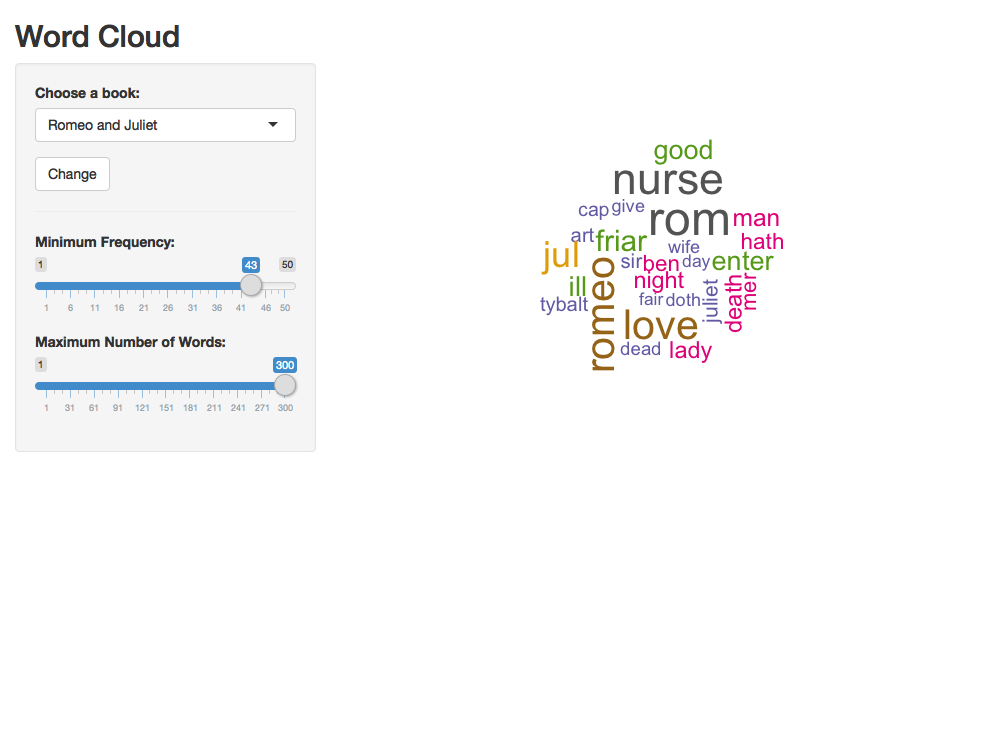 Word Cloud
Choose a book:
Romeo and Juliet
Change
Minimum Frequency:
1 43 50
1 6 11 16 21 26 31 36 41 46 50
Maximum Number of Words:
1 300
1 31 61 91 121 151 181 211 241 271 300
good
nurse
cap give
rom man
art friar wife hath
jul sir ben day enter
ill night
romeo
tybalt fair doth juliet death mer
love
dead lady